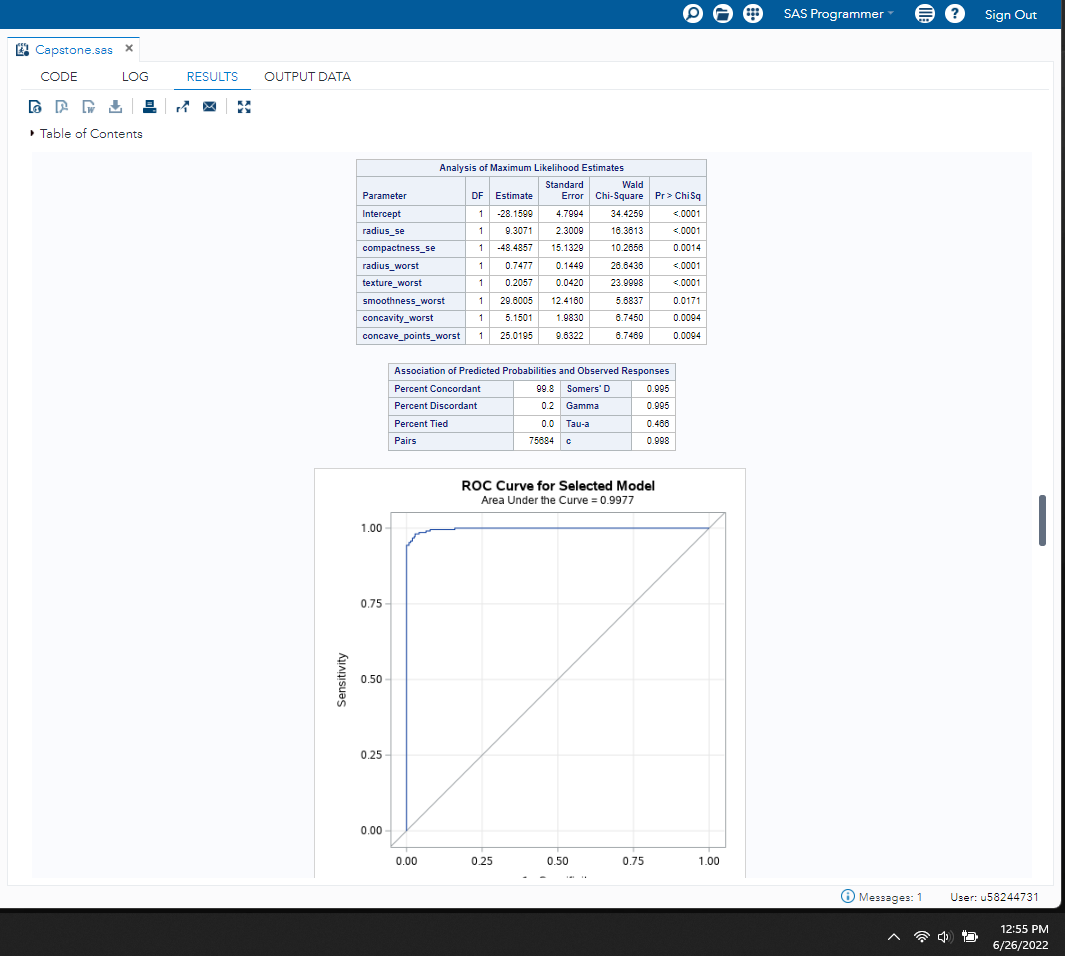 SAS Programmer
Sign Out
Capstone.sas
CODE LOG RESULTS OUTPUT DATA
Table of Contents
Analysis of Maximum Likelihood Estimates
Parameter DF Estimate Standard Error Wald Chi-Square Pr > ChiSq
Intercept 1 -28.1599 4.7994 34.4259 <.0001
radius_se 1 9.3071 2.3009 16.3613 <.0001
compactness_se 1 -48.4857 15.1329 10.2656 0.0014
radius_worst 1 0.7477 0.1449 26.6436 <.0001
texture_worst 1 0.2057 0.0420 23.9998 <.0001
smoothness_worst 1 29.6005 12.4160 5.6837 0.0171
concavity_worst 1 5.1501 1.9830 6.7450 0.0094
concave_points_worst 1 25.0195 9.6322 6.7469 0.0094
Association of Predicted Probabilities and Observed Responses
Percent Concordant 99.8 Somers' D 0.995
Percent Discordant 0.2 Gamma 0.995
Percent Tied 0.0 Tau-a 0.466
Pairs 75684 c 0.998
ROC Curve for Selected Model
Area Under the Curve = 0.9977
1.00
0.75
0.50
0.25
0.00
Sensitivity
0.00 0.25 0.50 0.75 1.00
Messages: 1
User: u58244731
12:55 PM
6/26/2022